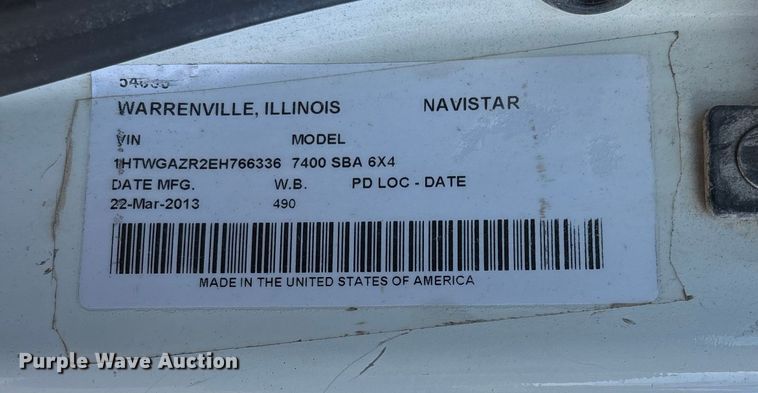 WARRENVILLE, ILLINOIS NAVISTAR
VIN MODEL
1HTWGAZR2EH766336 7400 SBA 6X4
DATE MFG. W.B. PD LOC - DATE
22-Mar-2013 490
MADE IN THE UNITED STATES OF AMERICA
Purple Wave Auction